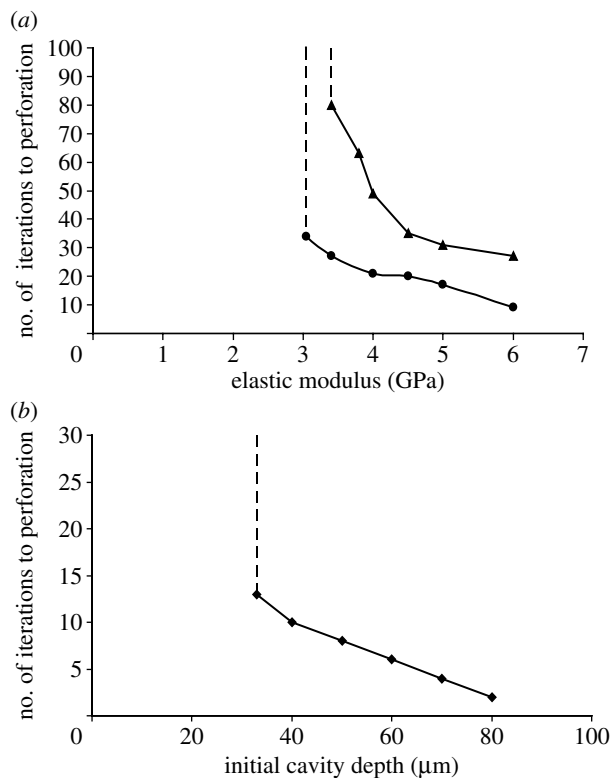 (a)
100
90
80
70
60
50
40
30
20
10
0
1 2 3 4 5 6 7
no. of iterations to perforation
elastic modulus (GPa)
(b)
30
25
20
15
10
5
0
20 40 60 80 100
no. of iterations to perforation
initial cavity depth (μm)